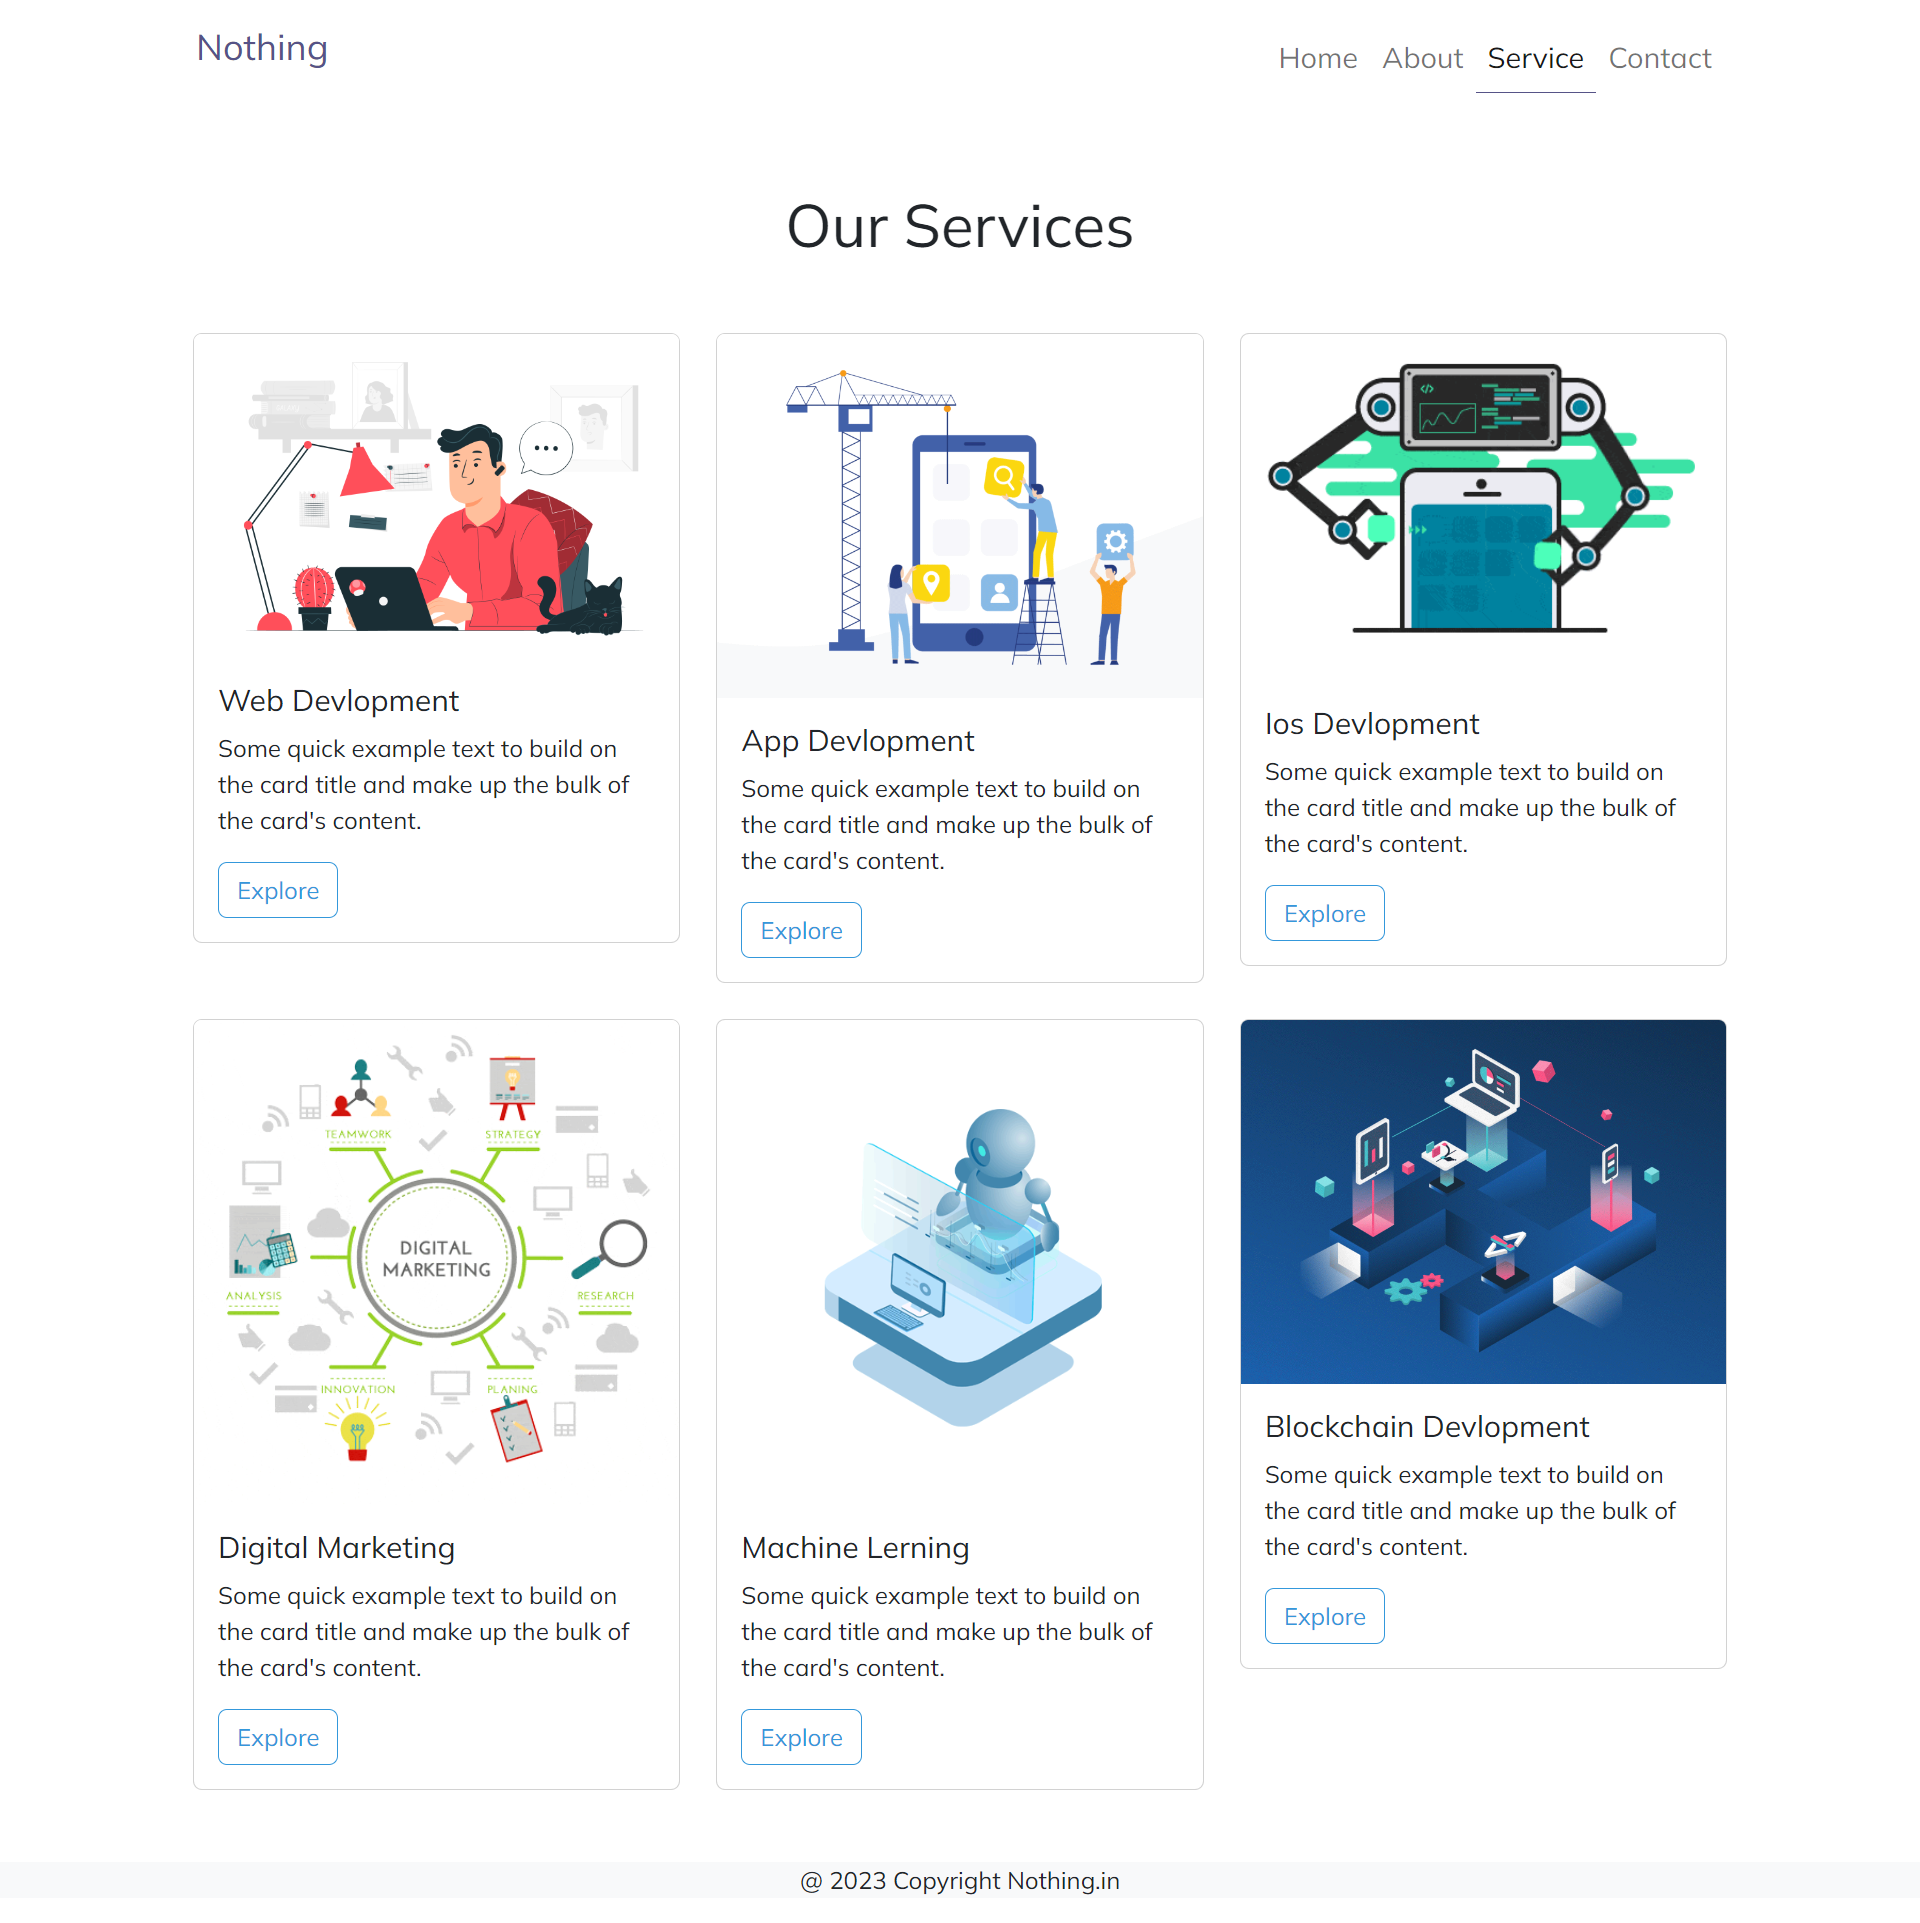 Nothing
Home About Service Contact
Our Services
Web Devlopment
Some quick example text to build on
the card title and make up the bulk of
the card's content.
Explore
App Devlopment
Some quick example text to build on
the card title and make up the bulk of
the card's content.
Explore
</>
Ios Devlopment
Some quick example text to build on
the card title and make up the bulk of
the card's content.
Explore
TEAMWORK
STRATEGY
DIGITAL
MARKETING
ANALYSIS
RESEARCH
INNOVATION
PLANING
Digital Marketing
Some quick example text to build on
the card title and make up the bulk of
the card's content.
Explore
Machine Lerning
Some quick example text to build on
the card title and make up the bulk of
the card's content.
Explore
Blockchain Devlopment
Some quick example text to build on
the card title and make up the bulk of
the card's content.
Explore
@ 2023 Copyright Nothing.in